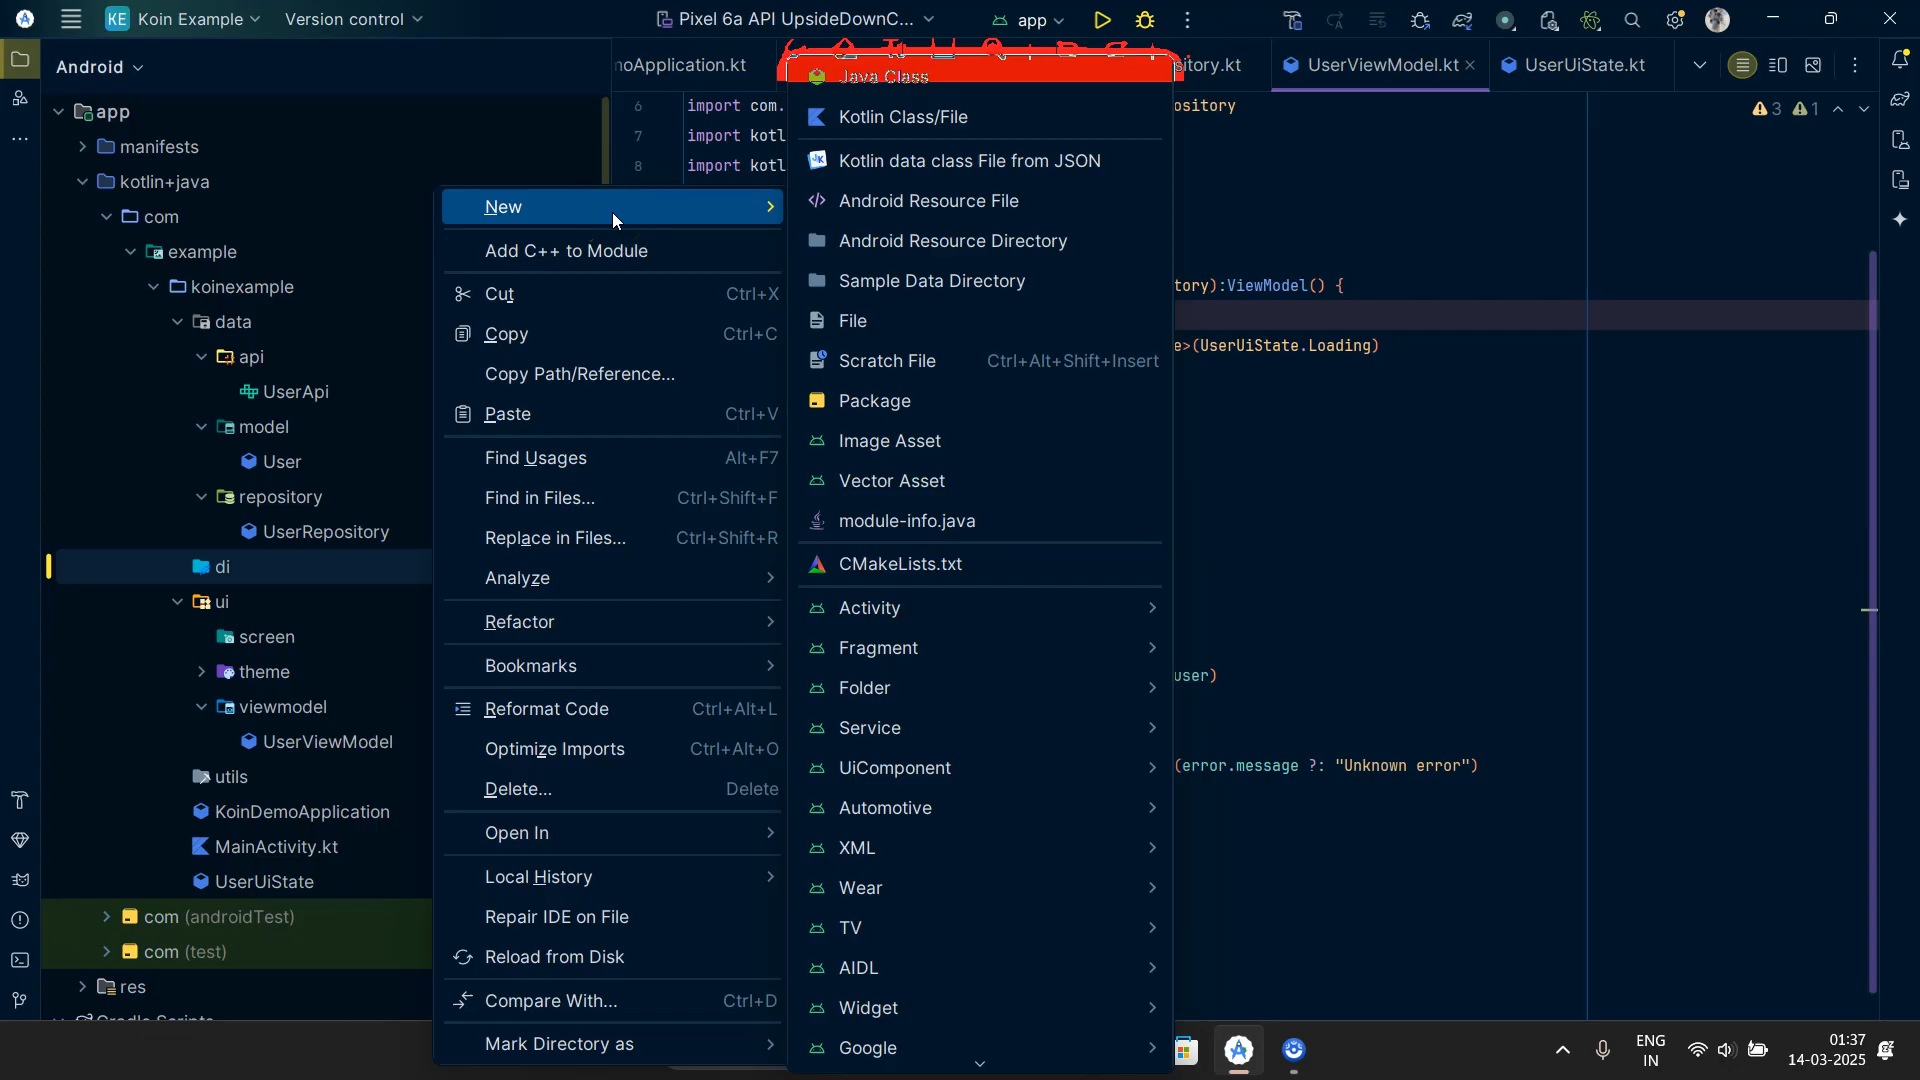 KE Koin Example Version control Pixel 6a API UpsideDownC... app
Android
noApplication.kt sitory.kt UserViewModel.kt UserUiState.kt
app
manifests
kotlin+java
com
example
koinexample
data
api
UserApi
model
User
repository
UserRepository
di
ui
screen
theme
viewmodel
UserViewModel
utils
KoinDemoApplication
MainActivity.kt
UserUiState
com (androidTest)
com (test)
res
Gradle Scripts
New
Add C++ to Module
Cut Ctrl+X
Copy Ctrl+C
Copy Path/Reference...
Paste Ctrl+V
Find Usages Alt+F7
Find in Files... Ctrl+Shift+F
Replace in Files... Ctrl+Shift+R
Analyze
Refactor
Bookmarks
Reformat Code Ctrl+Alt+L
Optimize Imports Ctrl+Alt+O
Delete... Delete
Open In
Local History
Repair IDE on File
Reload from Disk
Compare With... Ctrl+D
Mark Directory as
Java Class
Kotlin Class/File
Kotlin data class File from JSON
Android Resource File
Android Resource Directory
Sample Data Directory
File
Scratch File Ctrl+Alt+Shift+Insert
Package
Image Asset
Vector Asset
module-info.java
CMakeLists.txt
Activity
Fragment
Folder
Service
UiComponent
Automotive
XML
Wear
TV
AIDL
Widget
Google
6 import com. ository
7 import kotl
8 import kotl
tory):ViewModel() {
e>(UserUiState.Loading)
user)
(error.message ?: "Unknown error")
3 1
ENG
IN
01:37
14-03-2025